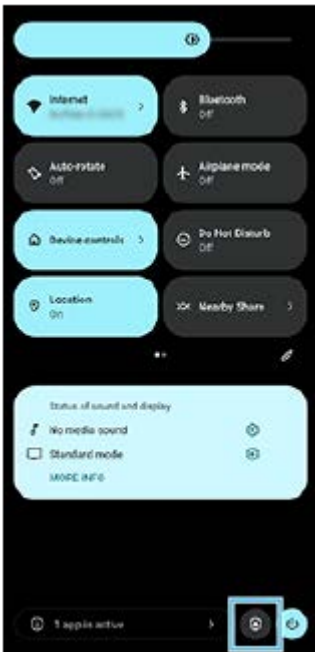 Internet
Bluetooth
Off
Auto-rotate
Off
Airplane mode
Off
Device controls
Do Not Disturb
Off
Location
On
Nearby Share
Status of sound and display
No media sound
Standard mode
MORE INFO
1 app is active